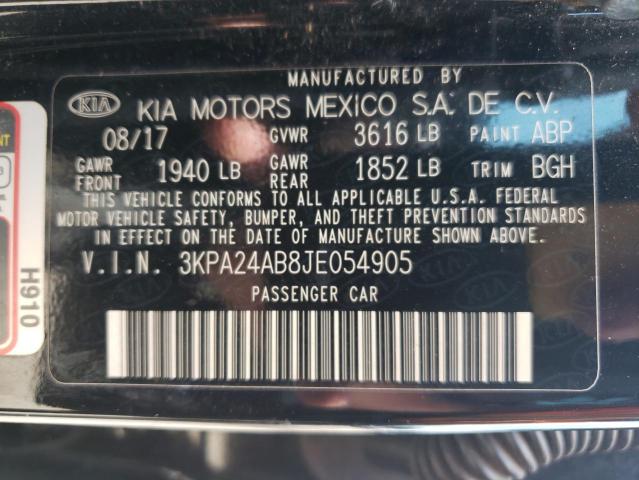 MANUFACTURED BY
KIA KIA MOTORS MEXICO S.A. DE C.V.
08/17 GVWR 3616 LB PAINT ABP
GAWR FRONT 1940 LB GAWR REAR 1852 LB TRIM BGH
THIS VEHICLE CONFORMS TO ALL APPLICABLE U.S.A. FEDERAL
MOTOR VEHICLE SAFETY, BUMPER, AND THEFT PREVENTION STANDARDS
IN EFFECT ON THE DATE OF MANUFACTURE SHOWN ABOVE.
V.I.N. 3KPA24AB8JE054905
PASSENGER CAR
H910